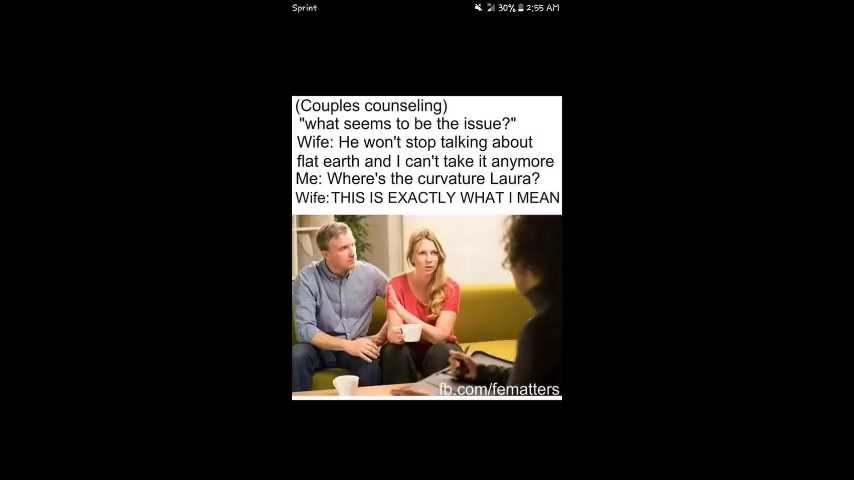 Sprint 30% 2:55 AM
(Couples counseling)
"what seems to be the issue?"
Wife: He won't stop talking about
flat earth and I can't take it anymore
Me: Where's the curvature Laura?
Wife: THIS IS EXACTLY WHAT I MEAN
fb.com/fematters